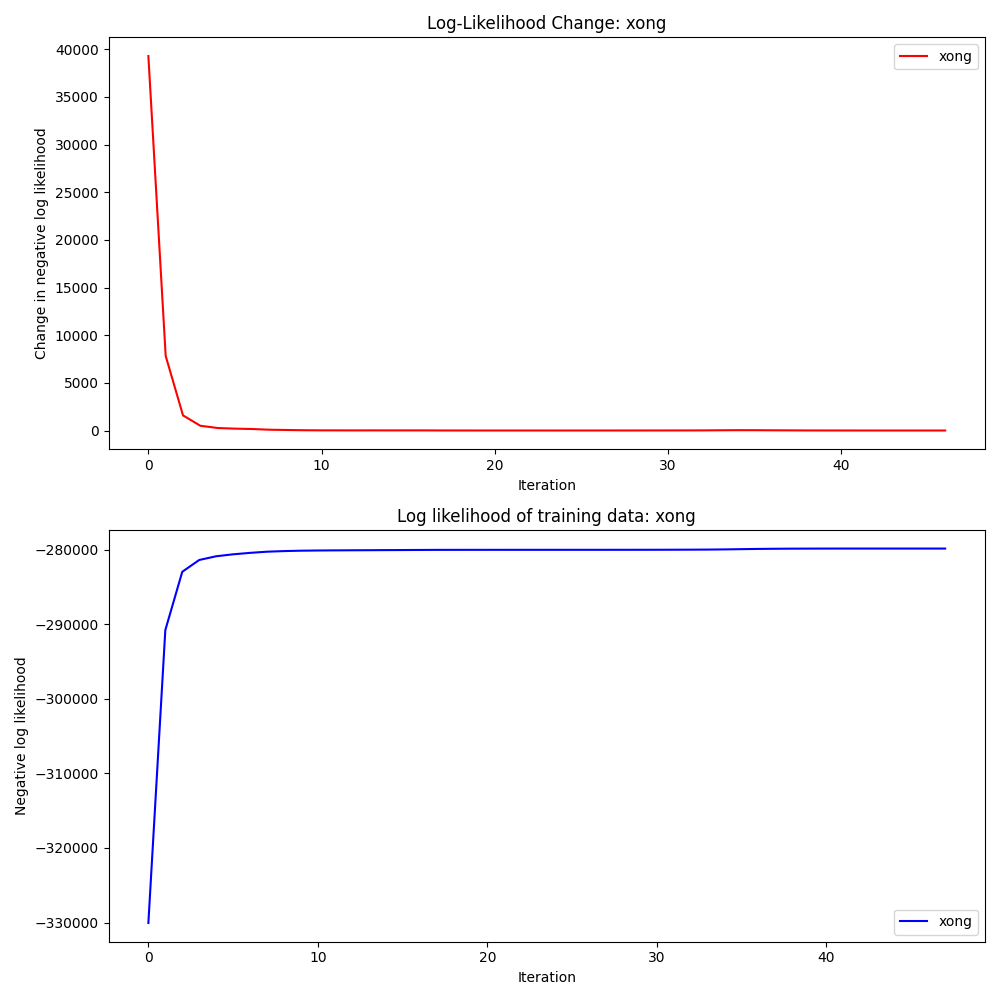 Log-Likelihood Change: xong
40000
35000
30000
25000
20000
15000
10000
5000
0
Change in negative log likelihood
xong
0 10 20 30 40
Iteration
Log likelihood of training data: xong
−280000
−290000
−300000
−310000
−320000
−330000
Negative log likelihood
xong
0 10 20 30 40
Iteration